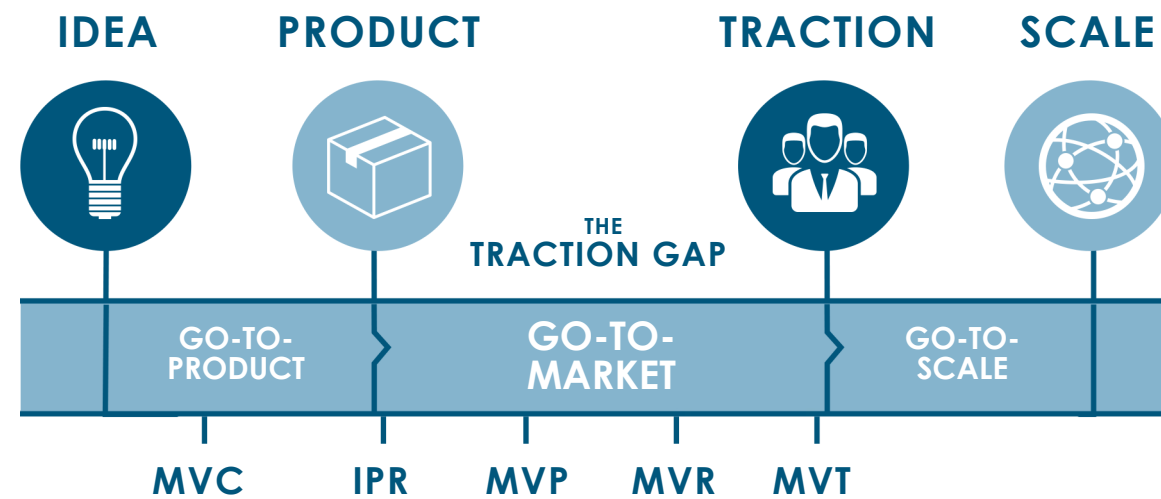 IDEA PRODUCT TRACTION SCALE
THE
TRACTION GAP
GO-TO-
PRODUCT
GO-TO-
MARKET
GO-TO-
SCALE
MVC IPR MVP MVR MVT